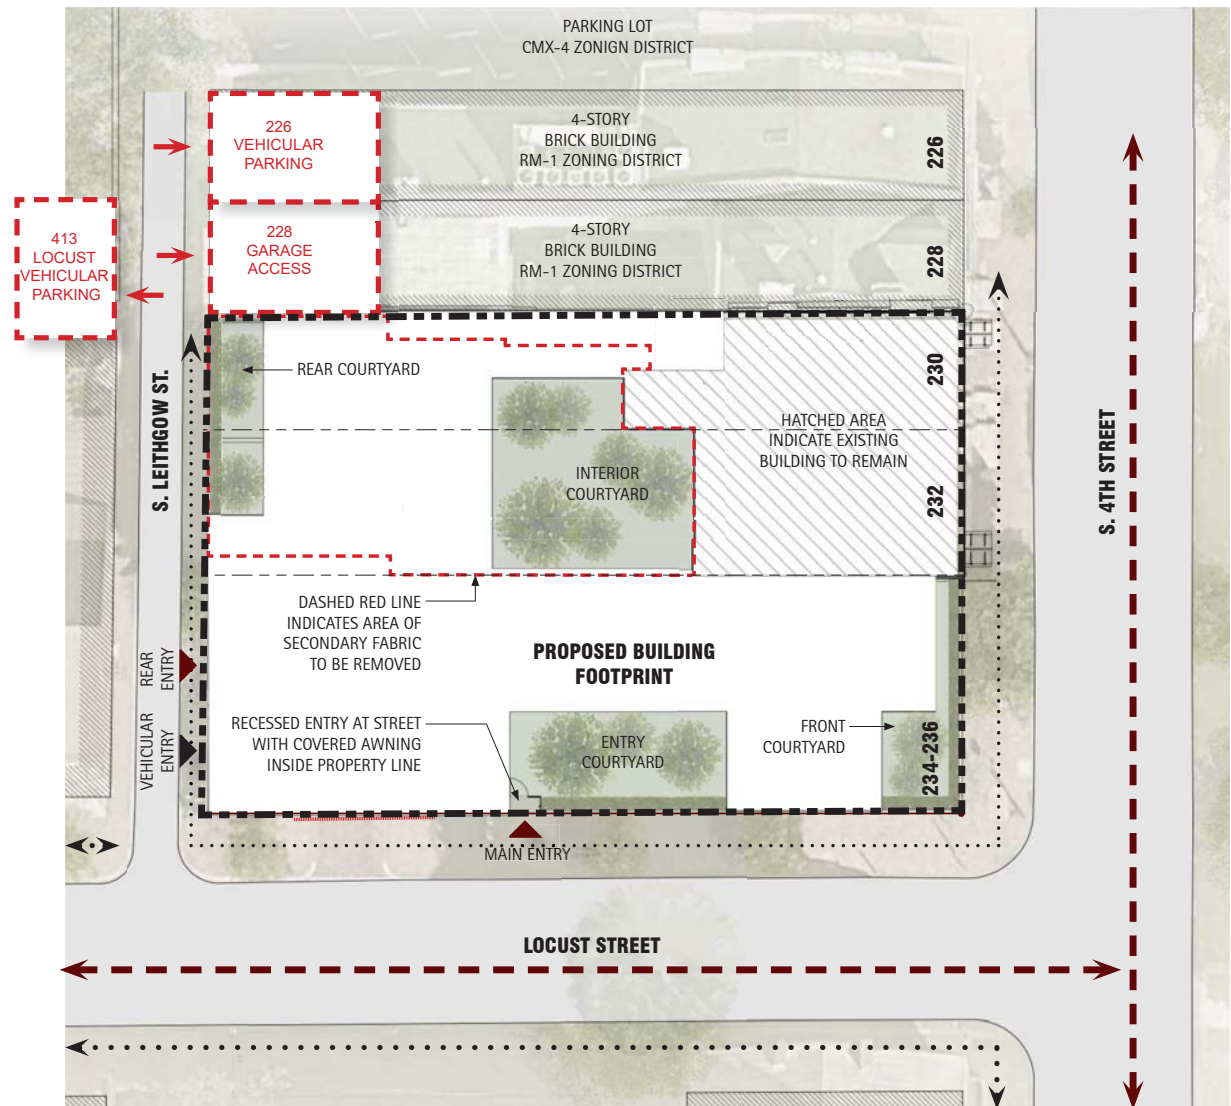 PARKING LOT
CMX-4 ZONIGN DISTRICT
226
VEHICULAR
PARKING
4-STORY
BRICK BUILDING
RM-1 ZONING DISTRICT
226
413
LOCUST
VEHICULAR
PARKING
228
GARAGE
ACCESS
4-STORY
BRICK BUILDING
RM-1 ZONING DISTRICT
228
REAR COURTYARD
230
HATCHED AREA
INDICATE EXISTING
BUILDING TO REMAIN
INTERIOR
COURTYARD
232
S. LEITHGOW ST.
S. 4TH STREET
DASHED RED LINE
INDICATES AREA OF
SECONDARY FABRIC
TO BE REMOVED
PROPOSED BUILDING
FOOTPRINT
REAR
ENTRY
VEHICULAR
ENTRY
RECESSED ENTRY AT STREET
WITH COVERED AWNING
INSIDE PROPERTY LINE
ENTRY
COURTYARD
FRONT
COURTYARD
234-236
MAIN ENTRY
LOCUST STREET